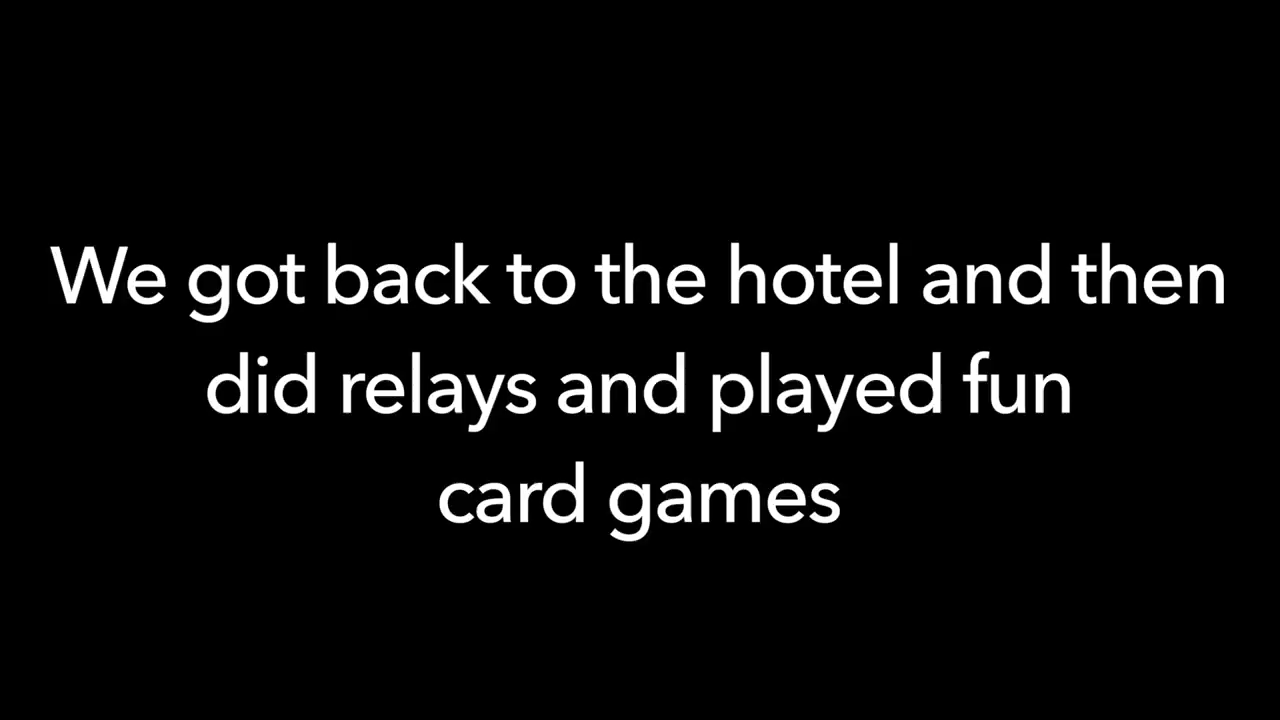 We got back to the hotel and then
did relays and played fun
card games